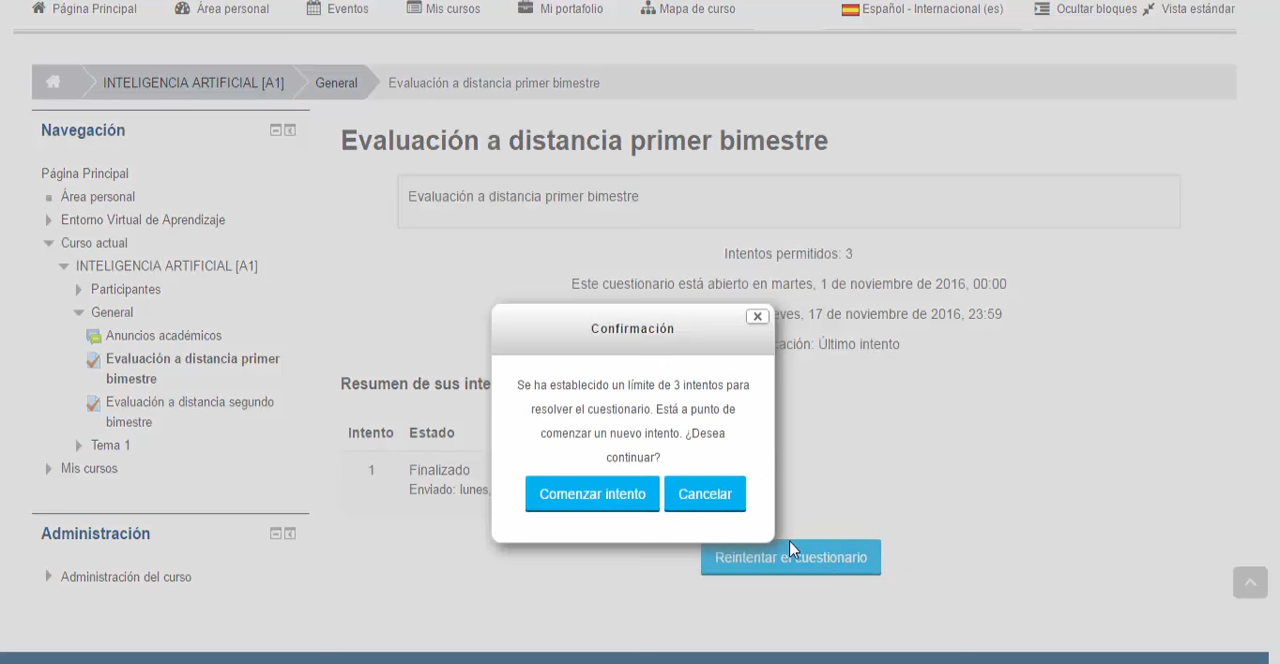 Página Principal Área personal Eventos Mis cursos Mi portafolio Mapa de curso Español - Internacional (es) Ocultar bloques Vista estándar
INTELIGENCIA ARTIFICIAL [A1] General Evaluación a distancia primer bimestre
Navegación
Página Principal
Área personal
Entorno Virtual de Aprendizaje
Curso actual
INTELIGENCIA ARTIFICIAL [A1]
Participantes
General
Anuncios académicos
Evaluación a distancia primer
bimestre
Evaluación a distancia segundo
bimestre
Tema 1
Mis cursos
Administración
Administración del curso
Evaluación a distancia primer bimestre
Evaluación a distancia primer bimestre
Intentos permitidos: 3
Este cuestionario está abierto en martes, 1 de noviembre de 2016, 00:00
17 de noviembre de 2016, 23:59
Último intento
Resumen de sus
Intento Estado
1 Finalizado
Enviado: lunes,
Reintentar el cuestionario
Confirmación
Se ha establecido un límite de 3 intentos para
resolver el cuestionario. Está a punto de
comenzar un nuevo intento. ¿Desea
continuar?
Comenzar intento Cancelar